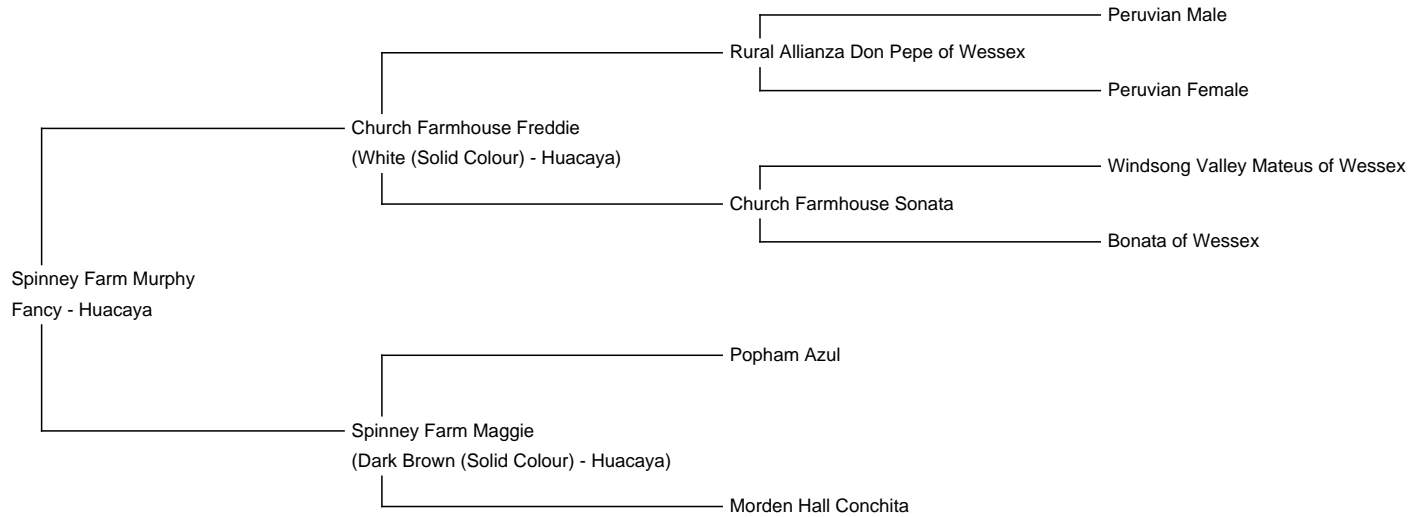 Peruvian Male
Rural Allianza Don Pepe of Wessex
Peruvian Female
Church Farmhouse Freddie
(White (Solid Colour) - Huacaya)
Windsong Valley Mateus of Wessex
Church Farmhouse Sonata
Bonata of Wessex
Spinney Farm Murphy
Fancy - Huacaya
Popham Azul
Spinney Farm Maggie
(Dark Brown (Solid Colour) - Huacaya)
Morden Hall Conchita